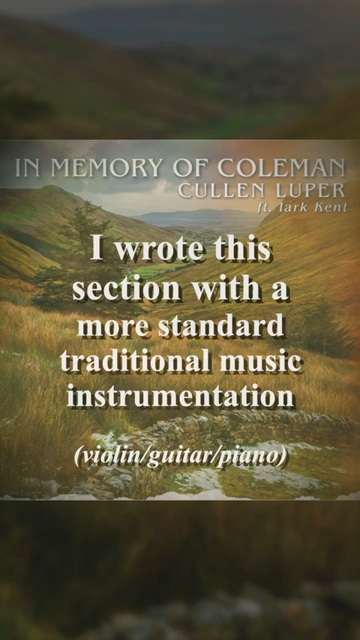 IN MEMORY OF COLEMAN
CULLEN LUPER
ft. Tark Kent
I wrote this
section with a
more standard
traditional music
instrumentation
(violin/guitar/piano)